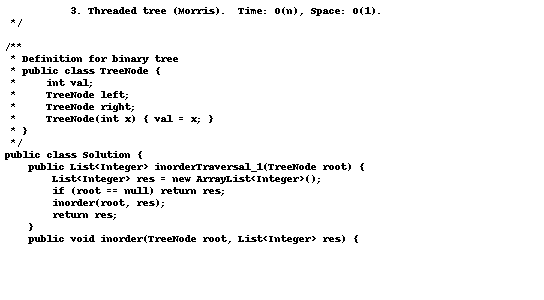 3. Threaded tree (Morris).  Time: O(n), Space: O(1).
 */

/**
 * Definition for binary tree
 * public class TreeNode {
 *     int val;
 *     TreeNode left;
 *     TreeNode right;
 *     TreeNode(int x) { val = x; }
 * }
 */
public class Solution {
    public List<Integer> inorderTraversal_1(TreeNode root) {
        List<Integer> res = new ArrayList<Integer>();
        if (root == null) return res;
        inorder(root, res);
        return res;
    }
    public void inorder(TreeNode root, List<Integer> res) {